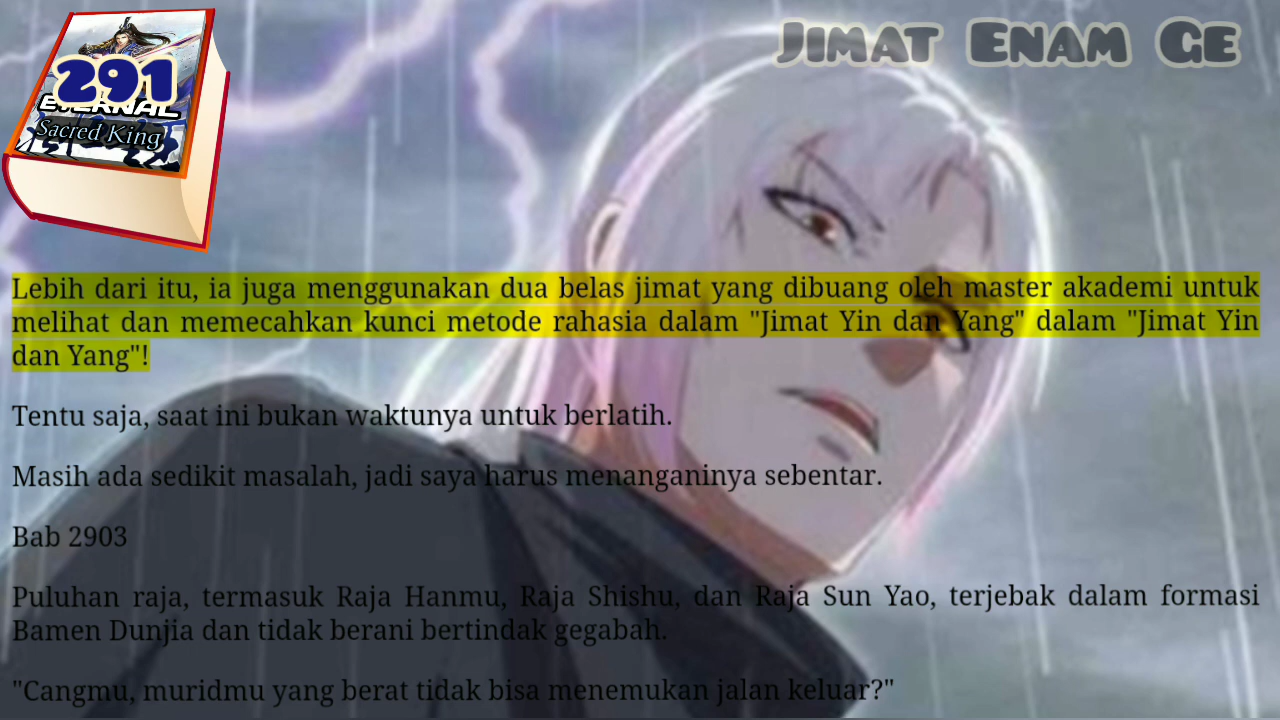 Jimat Enam Ge
291
ETERNAL
Sacred King
Lebih dari itu, ia juga menggunakan dua belas jimat yang dibuang oleh master akademi untuk
melihat dan memecahkan kunci metode rahasia dalam "Jimat Yin dan Yang" dalam "Jimat Yin
dan Yang"!
Tentu saja, saat ini bukan waktunya untuk berlatih.
Masih ada sedikit masalah, jadi saya harus menanganinya sebentar.
Bab 2903
Puluhan raja, termasuk Raja Hanmu, Raja Shishu, dan Raja Sun Yao, terjebak dalam formasi
Bamen Dunjia dan tidak berani bertindak gegabah.
"Cangmu, muridmu yang berat tidak bisa menemukan jalan keluar?"